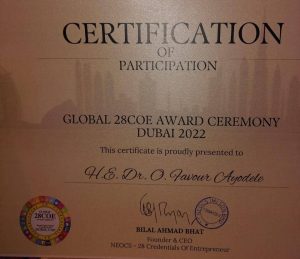 CERTIFICATION
OF
PARTICIPATION
GLOBAL 28COE AWARD CEREMONY
DUBAI 2022
This certificate is proudly presented to
H.E. Dr. O. Favour Ayodele
28COE
BILAL AHMAD BHAT
Founder & CEO
NEOCS - 28 Credentials Of Entrepreneur